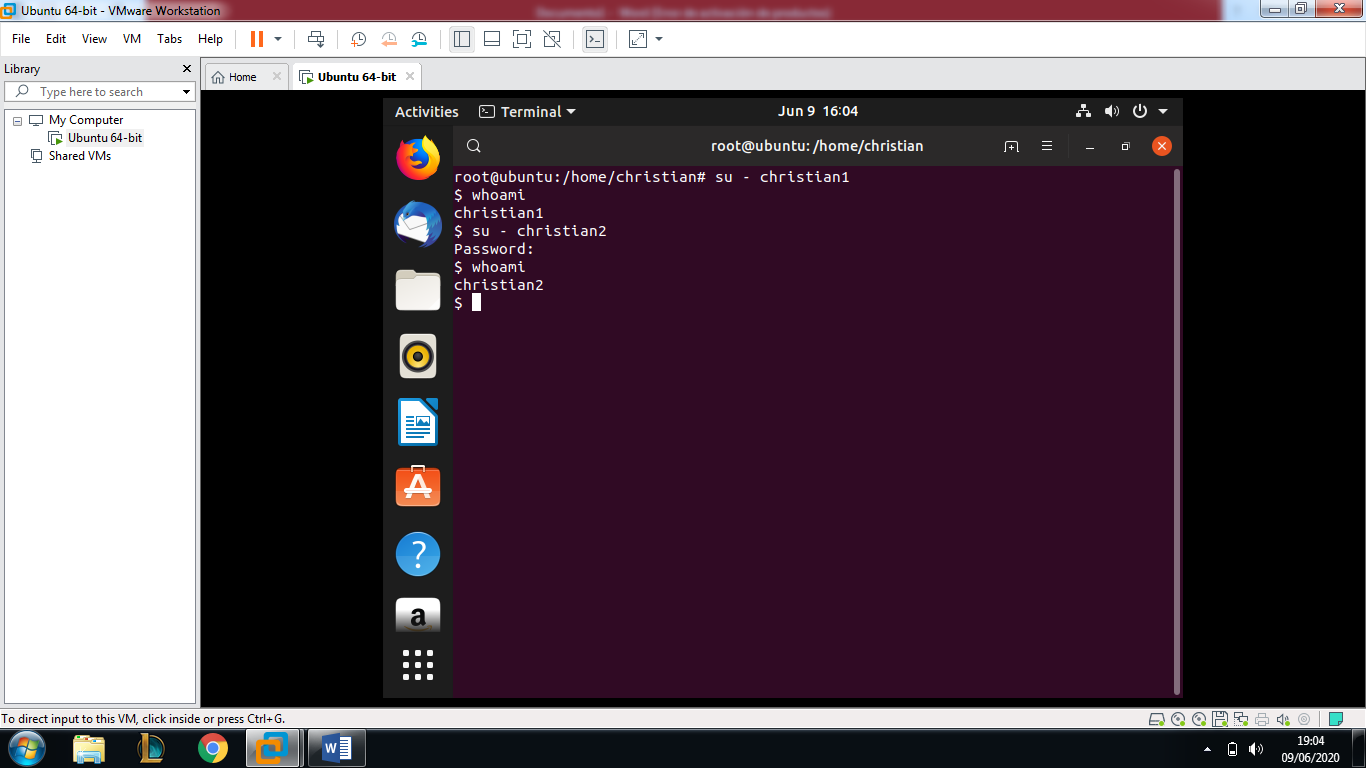 Ubuntu 64-bit - VMware Workstation
File Edit View VM Tabs Help
Library
Type here to search
My Computer
Ubuntu 64-bit
Shared VMs
Home
Ubuntu 64-bit
Activities Terminal Jun 9 16:04
root@ubuntu: /home/christian
root@ubuntu:/home/christian# su - christian1
$ whoami
christian1
$ su - christian2
Password:
$ whoami
christian2
$
a
To direct input to this VM, click inside or press Ctrl+G.
W
19:04
09/06/2020